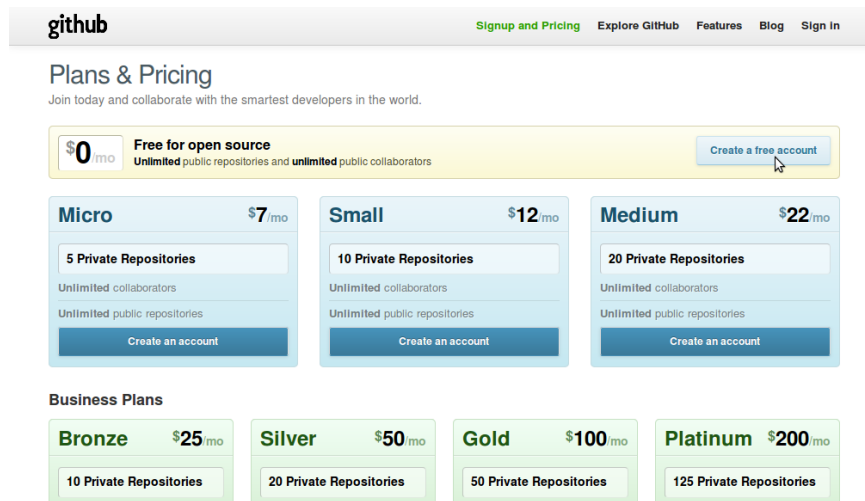 github Signup and Pricing Explore GitHub Features Blog Sign in
Plans & Pricing
Join today and collaborate with the smartest developers in the world.
$0/mo Free for open source
Unlimited public repositories and unlimited public collaborators
Create a free account
Micro $7/mo
5 Private Repositories
Unlimited collaborators
Unlimited public repositories
Create an account
Small $12/mo
10 Private Repositories
Unlimited collaborators
Unlimited public repositories
Create an account
Medium $22/mo
20 Private Repositories
Unlimited collaborators
Unlimited public repositories
Create an account
Business Plans
Bronze $25/mo
10 Private Repositories
Silver $50/mo
20 Private Repositories
Gold $100/mo
50 Private Repositories
Platinum $200/mo
125 Private Repositories